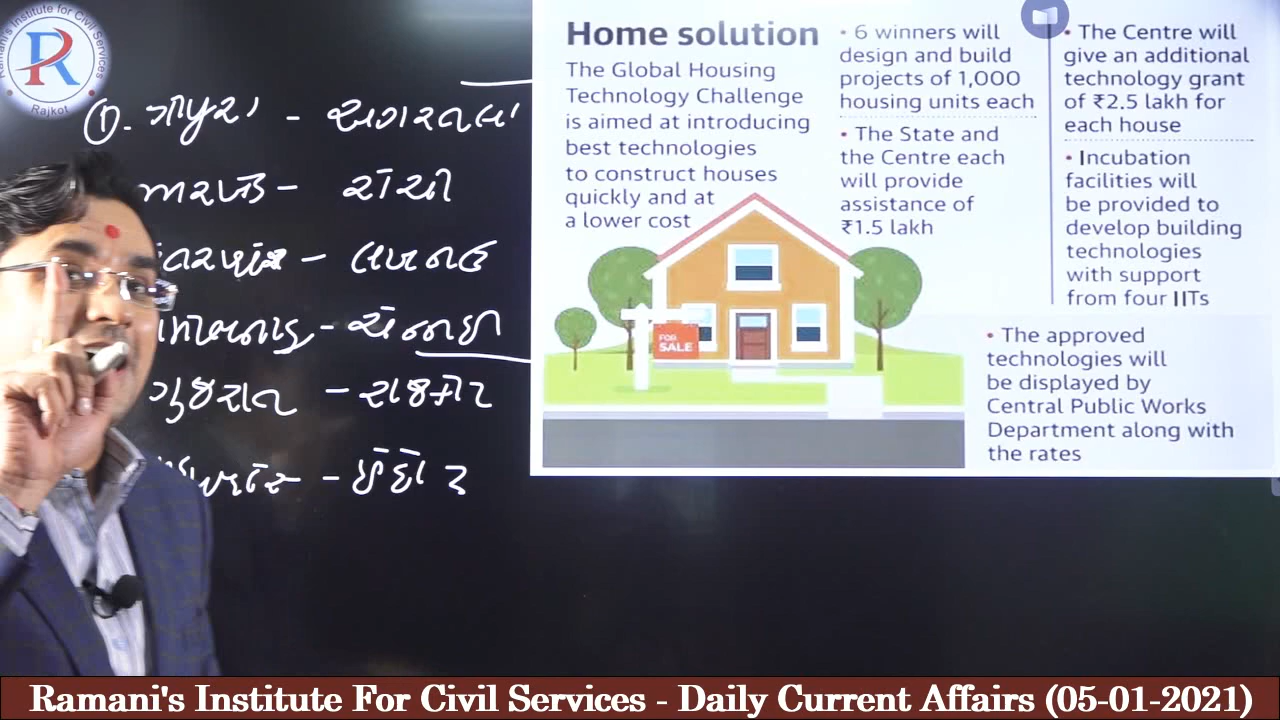 Ramani's Institute for Civil Services
R
Rajkot
①. ત્રીપુરા - અગરતલા
- રાંચી
- લખનઉ
- ચેન્નાઈ
ગુજરાત - રાજકોટ
- ઈંદોર
Home solution
The Global Housing
Technology Challenge
is aimed at introducing
best technologies
to construct houses
quickly and at
a lower cost
FOR
SALE
• 6 winners will
design and build
projects of 1,000
housing units each
• The State and
the Centre each
will provide
assistance of
₹1.5 lakh
• The Centre will
give an additional
technology grant
of ₹2.5 lakh for
each house
• Incubation
facilities will
be provided to
develop building
technologies
with support
from four IITs
• The approved
technologies will
be displayed by
Central Public Works
Department along with
the rates
Ramani's Institute For Civil Services - Daily Current Affairs (05-01-2021)